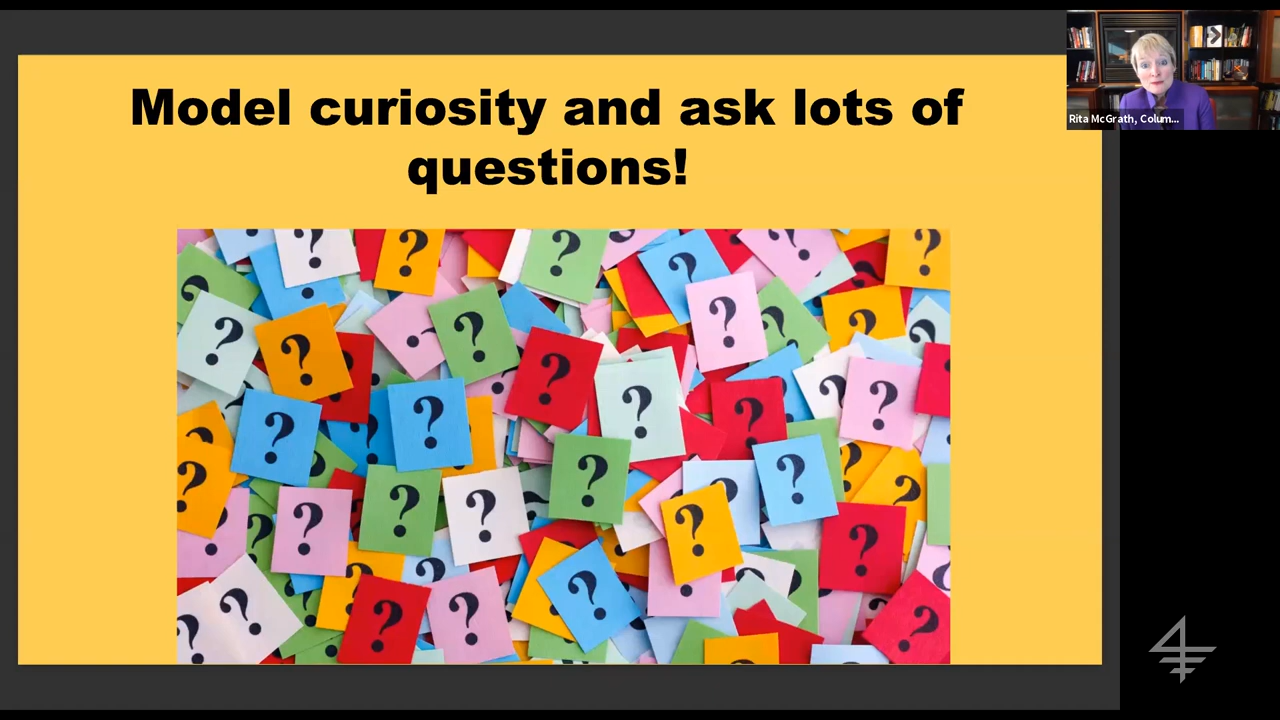 Model curiosity and ask lots of
questions!
Rita McGrath, Colum...